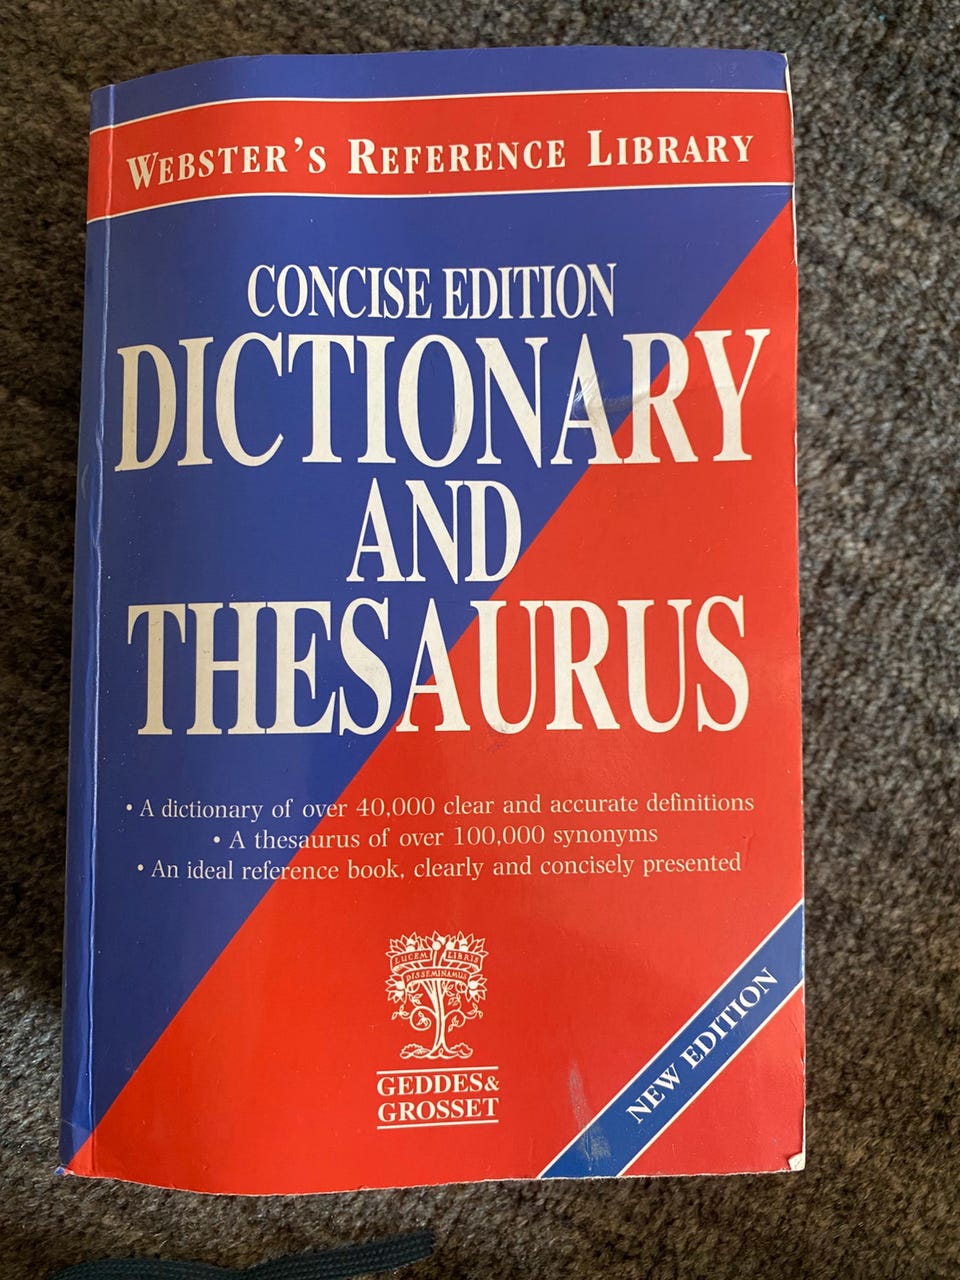 WEBSTER'S REFERENCE LIBRARY
CONCISE EDITION
DICTIONARY
AND
THESAURUS
• A dictionary of over 40,000 clear and accurate definitions
• A thesaurus of over 100,000 synonyms
• An ideal reference book, clearly and concisely presented
LUCEM LIBRIS
DISSEMINAMUS
GEDDES&
GROSSET
NEW EDITION